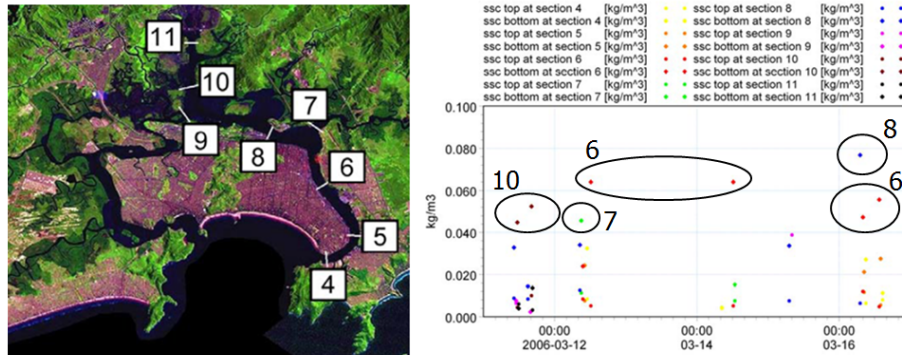 11
10
7
9
8
6
5
4
ssc top at section 4 [kg/m^3]
ssc bottom at section 4 [kg/m^3]
ssc top at section 5 [kg/m^3]
ssc bottom at section 5 [kg/m^3]
ssc top at section 6 [kg/m^3]
ssc bottom at section 6 [kg/m^3]
ssc top at section 7 [kg/m^3]
ssc bottom at section 7 [kg/m^3]
ssc top at section 8 [kg/m^3]
ssc bottom at section 8 [kg/m^3]
ssc top at section 9 [kg/m^3]
ssc bottom at section 9 [kg/m^3]
ssc top at section 10 [kg/m^3]
ssc bottom at section 10 [kg/m^3]
ssc top at section 11 [kg/m^3]
ssc bottom at section 11 [kg/m^3]
kg/m3
0.100
0.080
0.060
0.040
0.020
0.000
8
6
10
7
6
00:00 00:00 00:00
2006-03-12 03-14 03-16